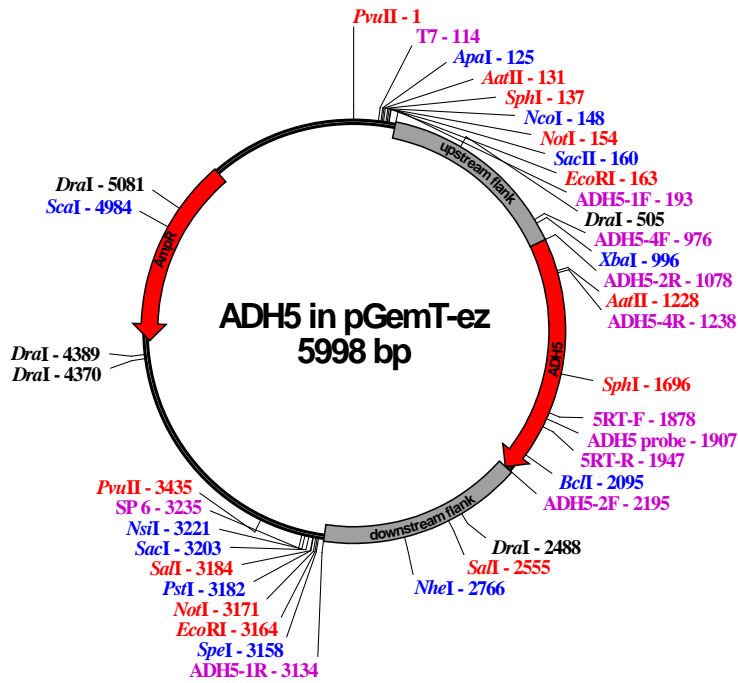 PvuII - 1
T7 - 114
ApaI - 125
AatII - 131
SphI - 137
NcoI - 148
NotI - 154
SacII - 160
EcoRI - 163
ADH5-1F - 193
DraI - 505
ADH5-4F - 976
XbaI - 996
ADH5-2R - 1078
AatII - 1228
ADH5-4R - 1238
SphI - 1696
5RT-F - 1878
ADH5 probe - 1907
5RT-R - 1947
BclI - 2095
ADH5-2F - 2195
DraI - 2488
SalI - 2555
NheI - 2766
ADH5-1R - 3134
SpeI - 3158
EcoRI - 3164
NotI - 3171
PstI - 3182
SalI - 3184
SacI - 3203
NsiI - 3221
SP 6 - 3235
PvuII - 3435
DraI - 4370
DraI - 4389
ScaI - 4984
DraI - 5081
upstream flank
ADH5
downstream flank
AmpR
ADH5 in pGemT-ez
5998 bp